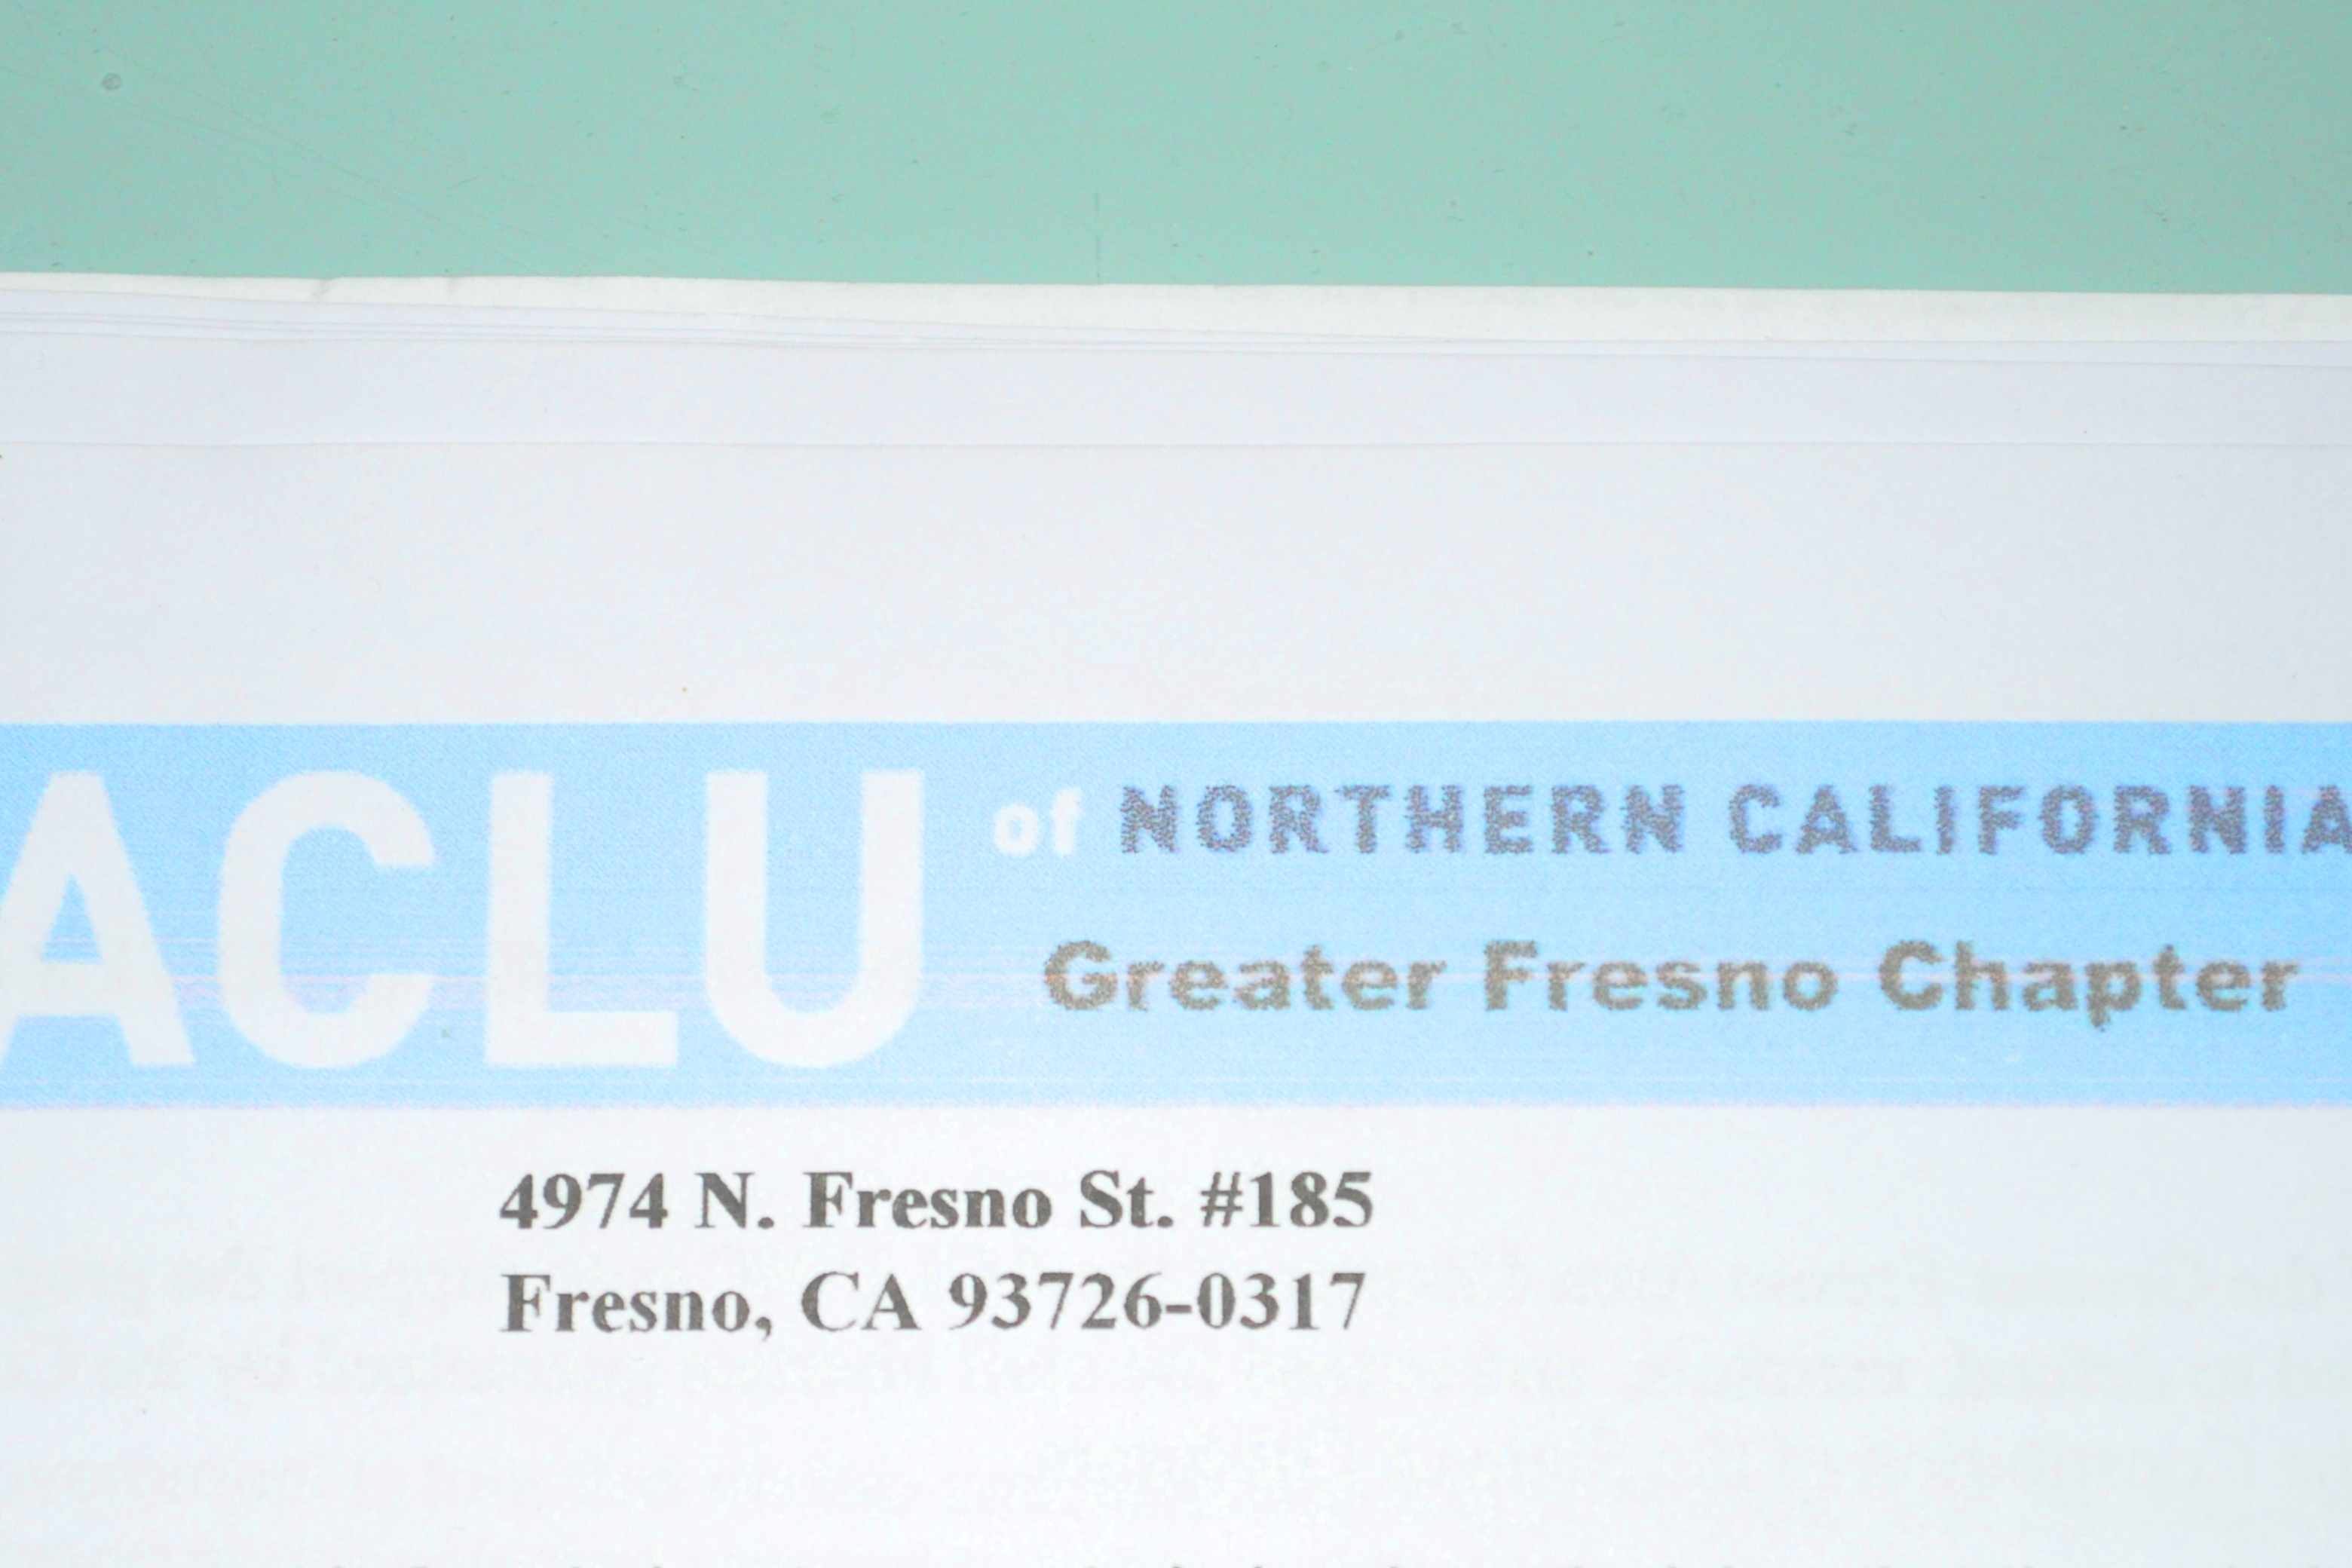 ACLU of NORTHERN CALIFORNIA
Greater Fresno Chapter
4974 N. Fresno St. #185
Fresno, CA 93726-0317